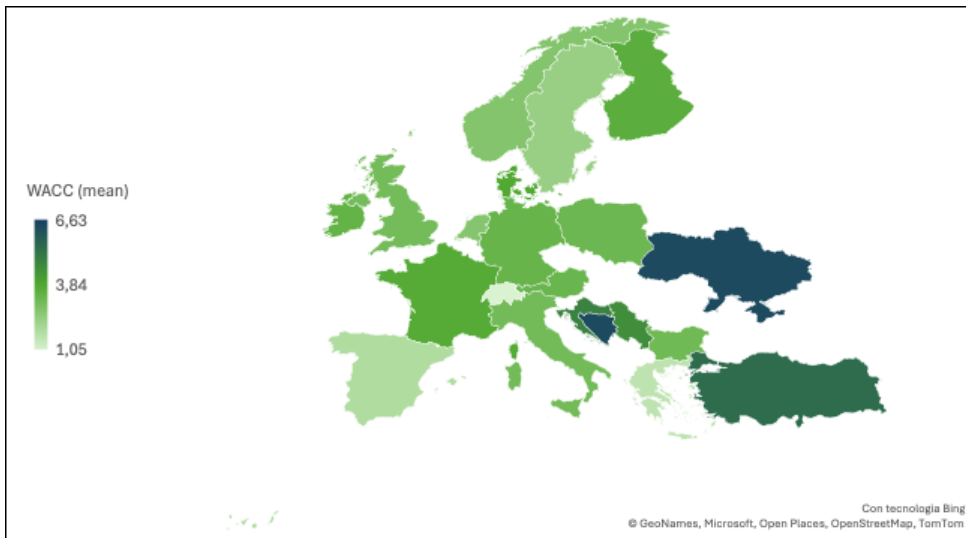 WACC (mean)
6,63
3,84
1,05
Con tecnologia Bing
© GeoNames, Microsoft, Open Places, OpenStreetMap, TomTom